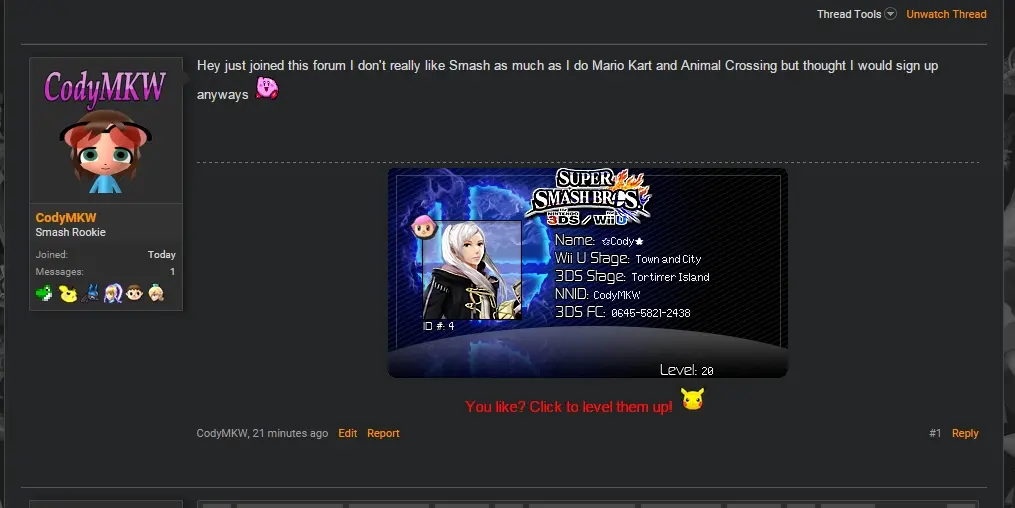 Thread Tools Unwatch Thread
CodyMKW
Hey just joined this forum I don't really like Smash as much as I do Mario Kart and Animal Crossing but thought I would sign up
anyways
CodyMKW
Smash Rookie
Joined: Today
Messages: 1
SUPER
SMASH BROS.
3DS / Wii U
Name: ☆Cody★
Wii U Stage: Town and City
3DS Stage: Tortimer Island
NNID: CodyMKW
3DS FC: 0645-5821-2438
ID #: 4
Level: 20
You like? Click to level them up!
CodyMKW, 21 minutes ago Edit Report #1 Reply